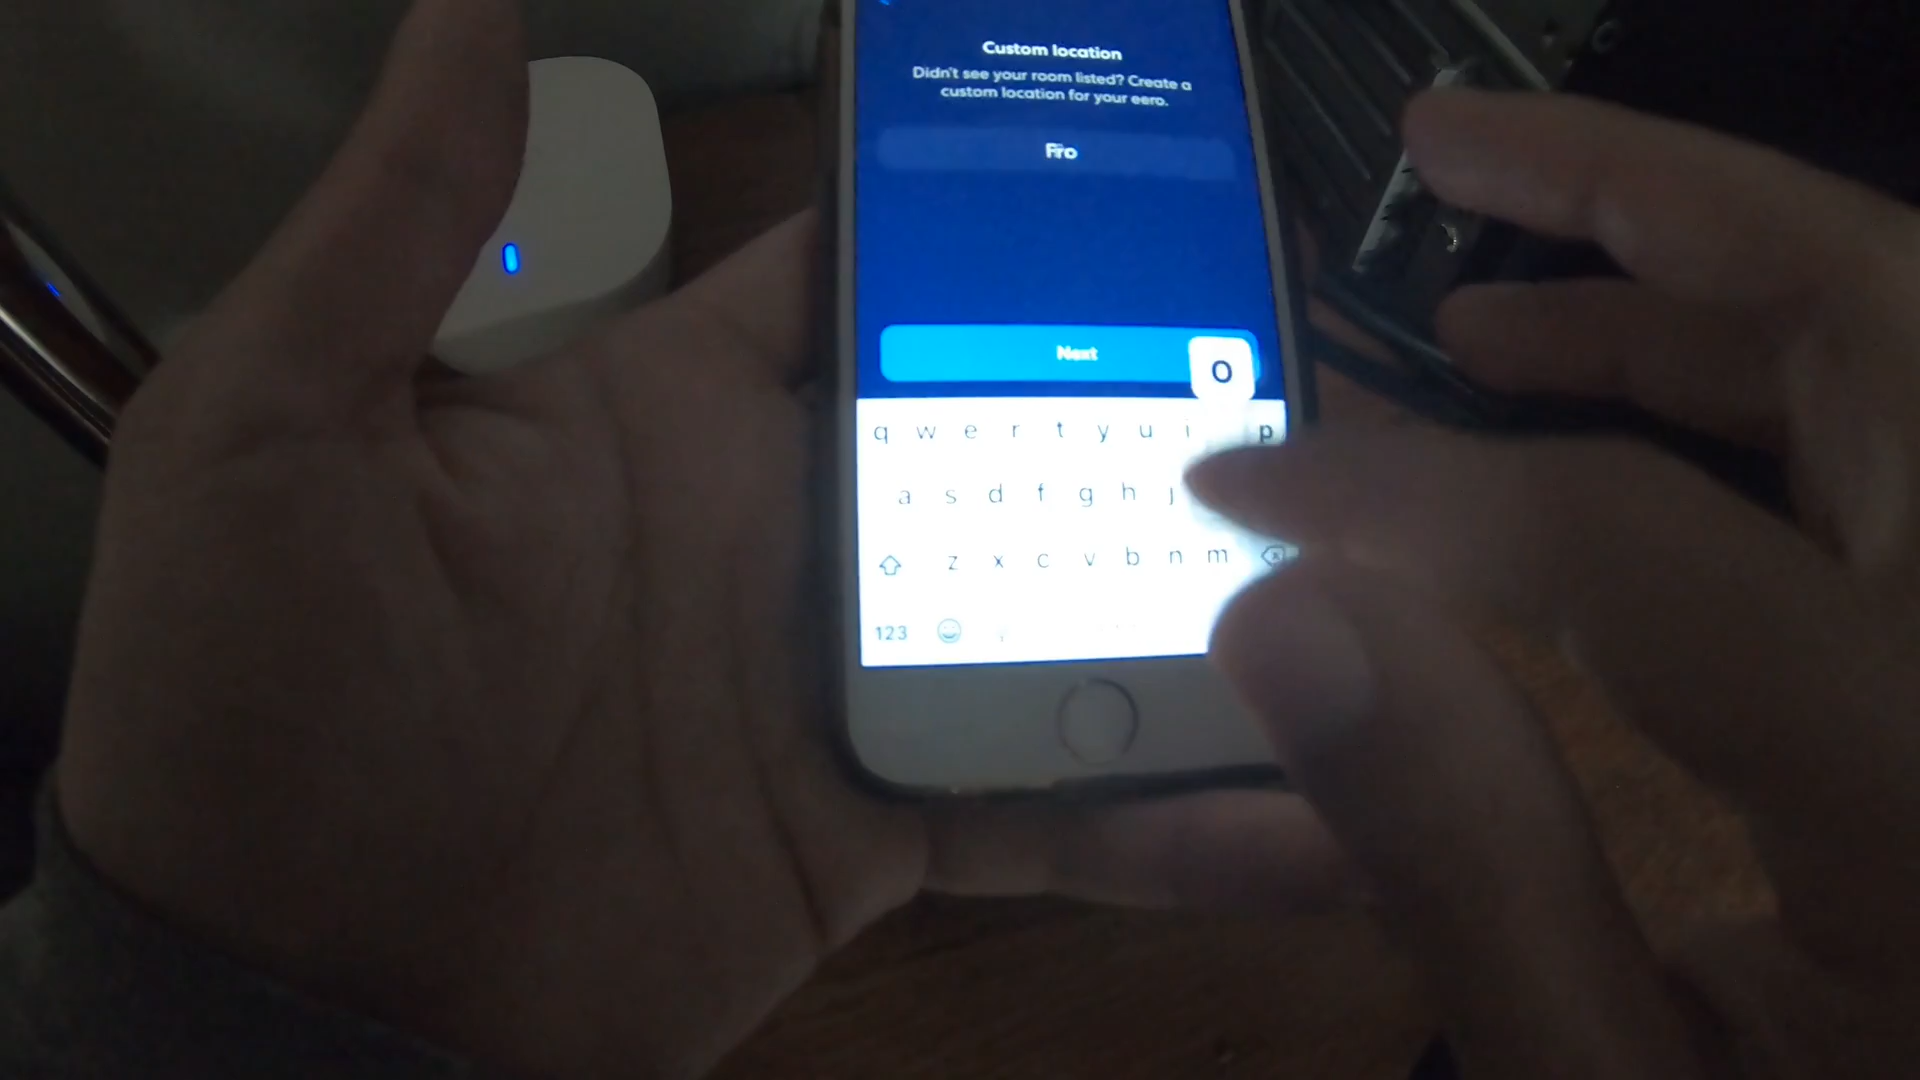 Custom location
Didn't see your room listed? Create a
custom location for your eero.
Fro
Next
o
q w e r t y u i p
a s d f g h j
z x c v b n m
123